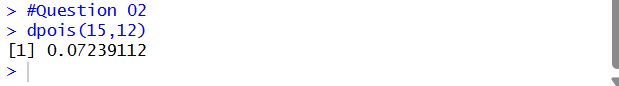 > #Question 02
> dpois(15,12)
[1] 0.07239112
>